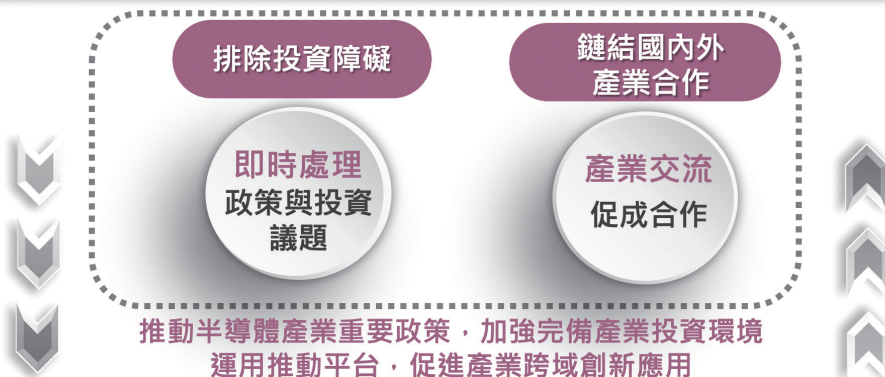 排除投資障礙
鏈結國內外
產業合作
即時處理
政策與投資
議題
產業交流
促成合作
推動半導體產業重要政策，加強完備產業投資環境
運用推動平台，促進產業跨域創新應用